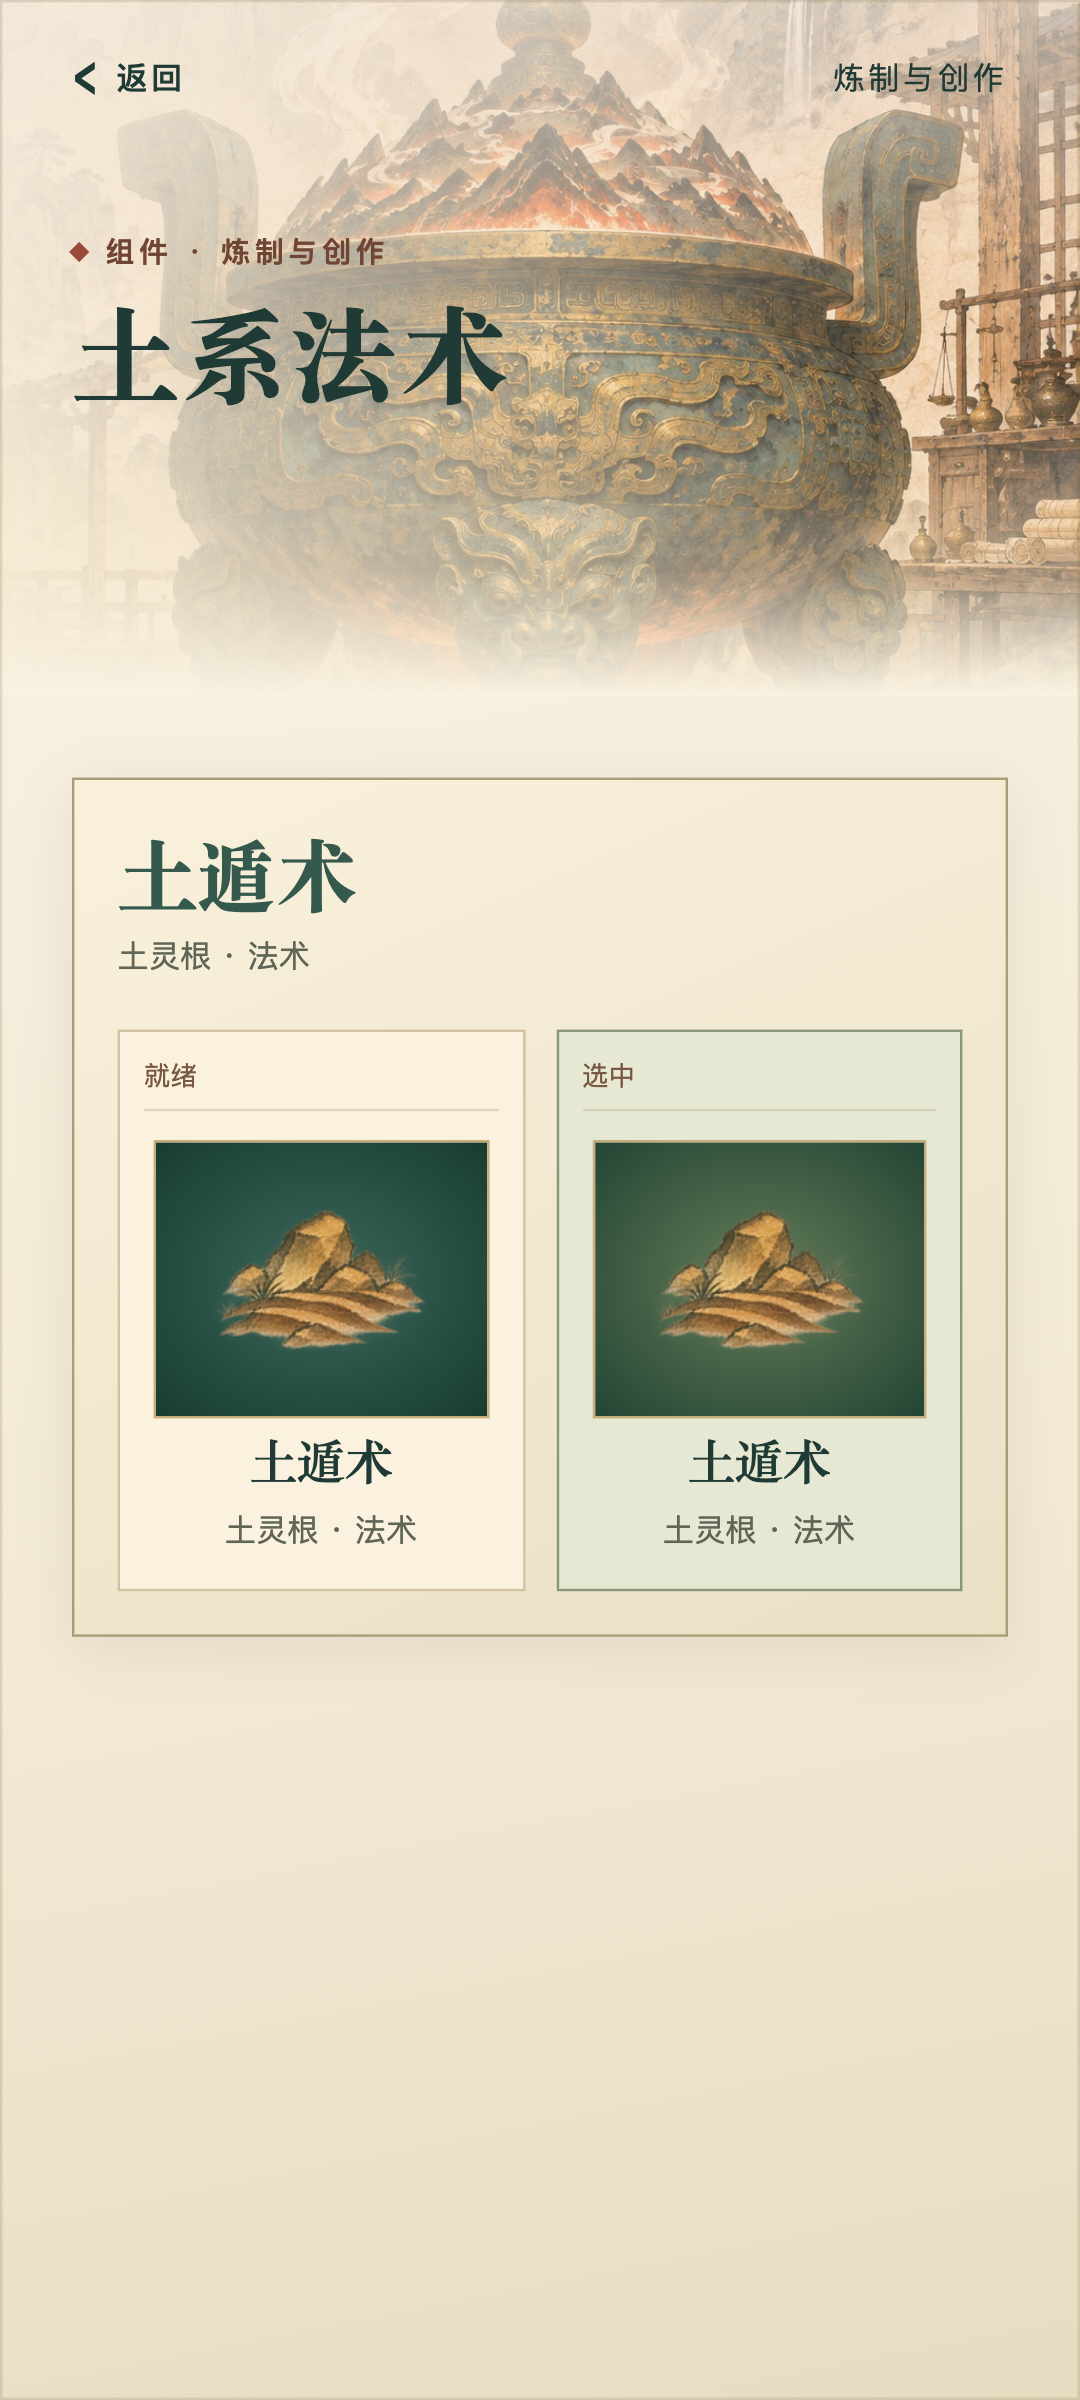 返回
炼制与创作
组件 · 炼制与创作
土系法术
土遁术
土灵根 · 法术
就绪
土遁术
土灵根 · 法术
选中
土遁术
土灵根 · 法术